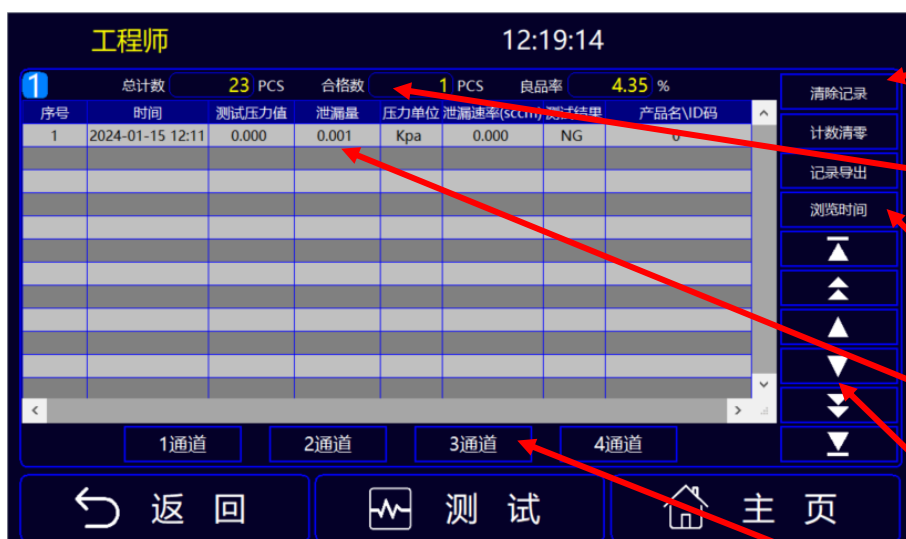 工程师 12:19:14
1 总计数 23 PCS 合格数 1 PCS 良品率 4.35 %
序号 时间 测试压力值 泄漏量 压力单位 泄漏速率(sccm) 测试结果 产品名\ID码
1 2024-01-15 12:11 0.000 0.001 Kpa 0.000 NG 0
清除记录
计数清零
记录导出
浏览时间
1通道 2通道 3通道 4通道
返 回 测 试 主 页